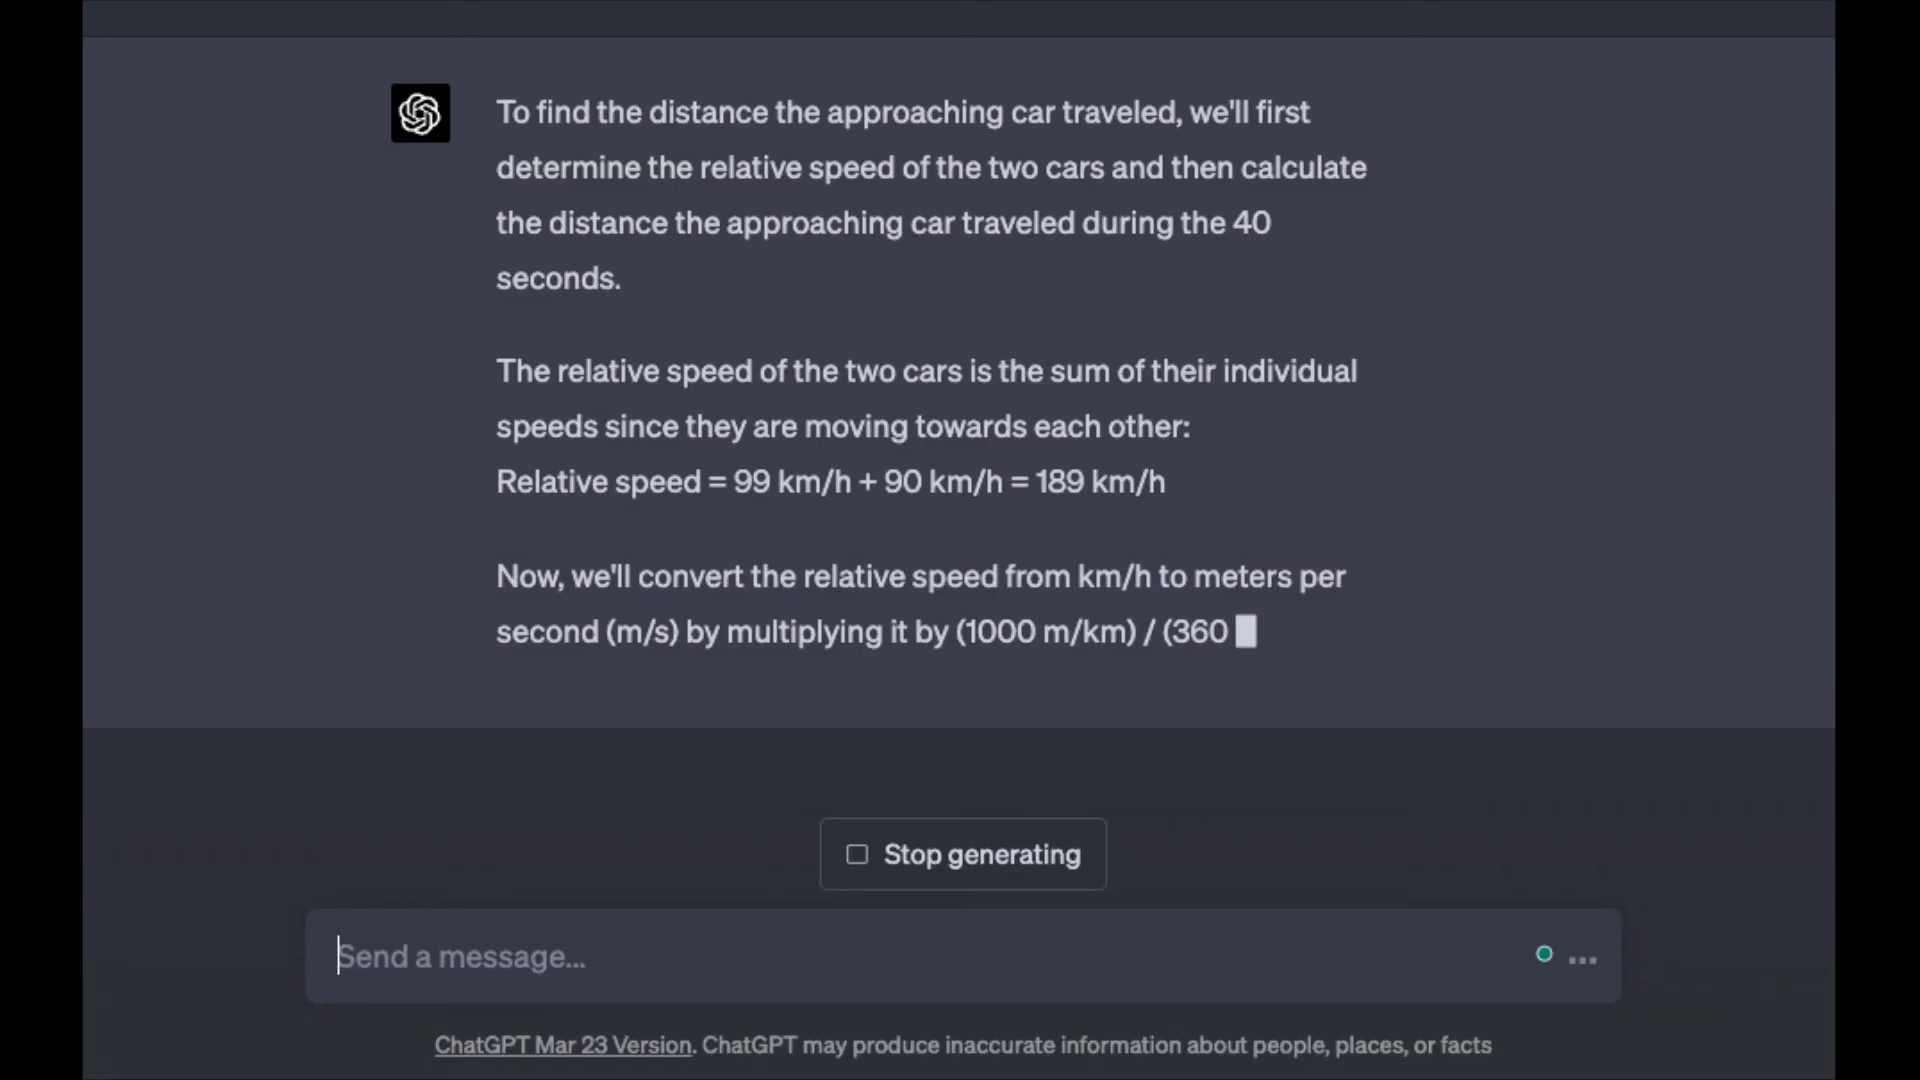 To find the distance the approaching car traveled, we'll first
determine the relative speed of the two cars and then calculate
the distance the approaching car traveled during the 40
seconds.
The relative speed of the two cars is the sum of their individual
speeds since they are moving towards each other:
Relative speed = 99 km/h + 90 km/h = 189 km/h
Now, we'll convert the relative speed from km/h to meters per
second (m/s) by multiplying it by (1000 m/km) / (360
Stop generating
Send a message...
ChatGPT Mar 23 Version. ChatGPT may produce inaccurate information about people, places, or facts